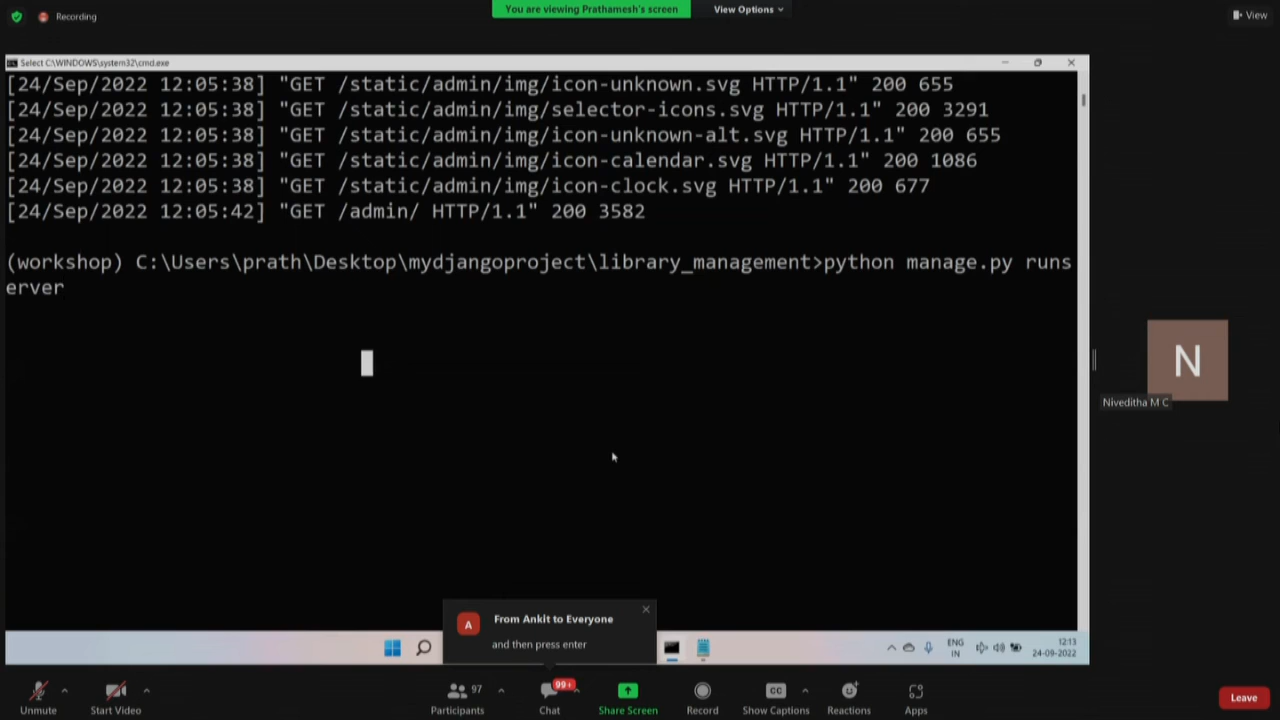 Recording
You are viewing Prathamesh's screen
View Options
View
Select C:\WINDOWS\system32\cmd.exe
[24/Sep/2022 12:05:38] "GET /static/admin/img/icon-unknown.svg HTTP/1.1" 200 655
[24/Sep/2022 12:05:38] "GET /static/admin/img/selector-icons.svg HTTP/1.1" 200 3291
[24/Sep/2022 12:05:38] "GET /static/admin/img/icon-unknown-alt.svg HTTP/1.1" 200 655
[24/Sep/2022 12:05:38] "GET /static/admin/img/icon-calendar.svg HTTP/1.1" 200 1086
[24/Sep/2022 12:05:38] "GET /static/admin/img/icon-clock.svg HTTP/1.1" 200 677
[24/Sep/2022 12:05:42] "GET /admin/ HTTP/1.1" 200 3582
(workshop) C:\Users\prath\Desktop\mydjangoproject\library_management>python manage.py runs
erver
N
Niveditha M C
A
From Ankit to Everyone
and then press enter
ENG
IN
12:13
24-09-2022
97
99+
CC
Unmute
Start Video
Participants
Chat
Share Screen
Record
Show Captions
Reactions
Apps
Leave